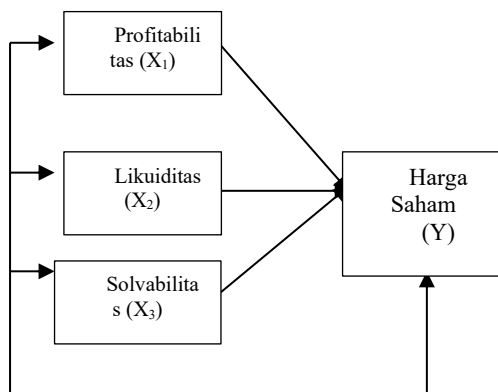 Profitabili
tas (X₁)
Likuiditas
(X₂)
Solvabilita
s (X₃)
Harga
Saham
(Y)